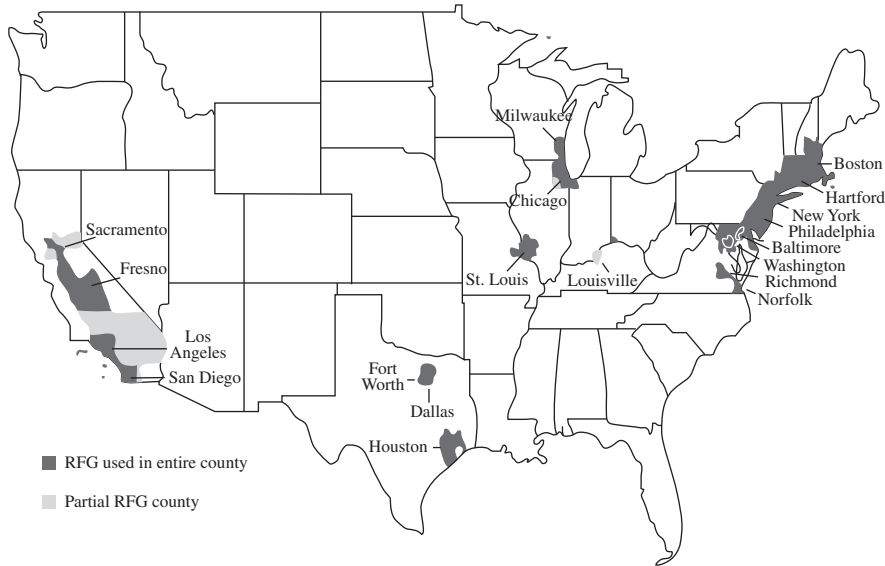 Milwaukee
Boston
Chicago
Hartford
New York
Philadelphia
Baltimore
Washington
Richmond
Norfolk
Sacramento
Fresno
St. Louis
Louisville
Los
Angeles
San Diego
Fort
Worth
Dallas
Houston
RFG used in entire county
Partial RFG county